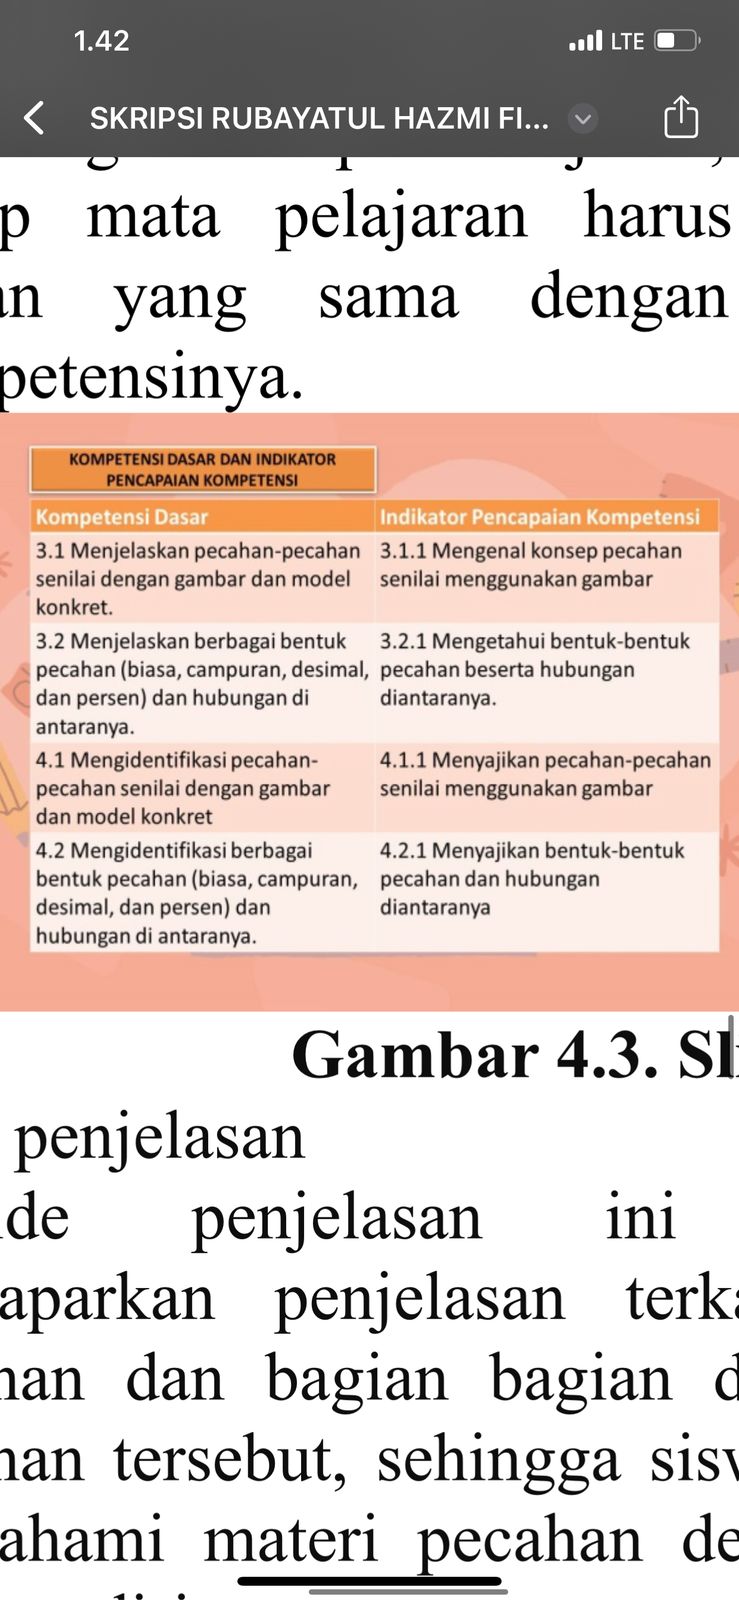 1.42 LTE
SKRIPSI RUBAYATUL HAZMI FI...
p mata pelajaran harus
an yang sama dengan
petensinya.
KOMPETENSI DASAR DAN INDIKATOR
PENCAPAIAN KOMPETENSI
Kompetensi Dasar
Indikator Pencapaian Kompetensi
3.1 Menjelaskan pecahan-pecahan
senilai dengan gambar dan model
konkret.
3.1.1 Mengenal konsep pecahan
senilai menggunakan gambar
3.2 Menjelaskan berbagai bentuk
pecahan (biasa, campuran, desimal,
dan persen) dan hubungan di
antaranya.
3.2.1 Mengetahui bentuk-bentuk
pecahan beserta hubungan
diantaranya.
4.1 Mengidentifikasi pecahan-
pecahan senilai dengan gambar
dan model konkret
4.1.1 Menyajikan pecahan-pecahan
senilai menggunakan gambar
4.2 Mengidentifikasi berbagai
bentuk pecahan (biasa, campuran,
desimal, dan persen) dan
hubungan di antaranya.
4.2.1 Menyajikan bentuk-bentuk
pecahan dan hubungan
diantaranya
Gambar 4.3. Sl
penjelasan
de penjelasan ini
aparkan penjelasan terka
han dan bagian bagian d
han tersebut, sehingga sisw
ahami materi pecahan de